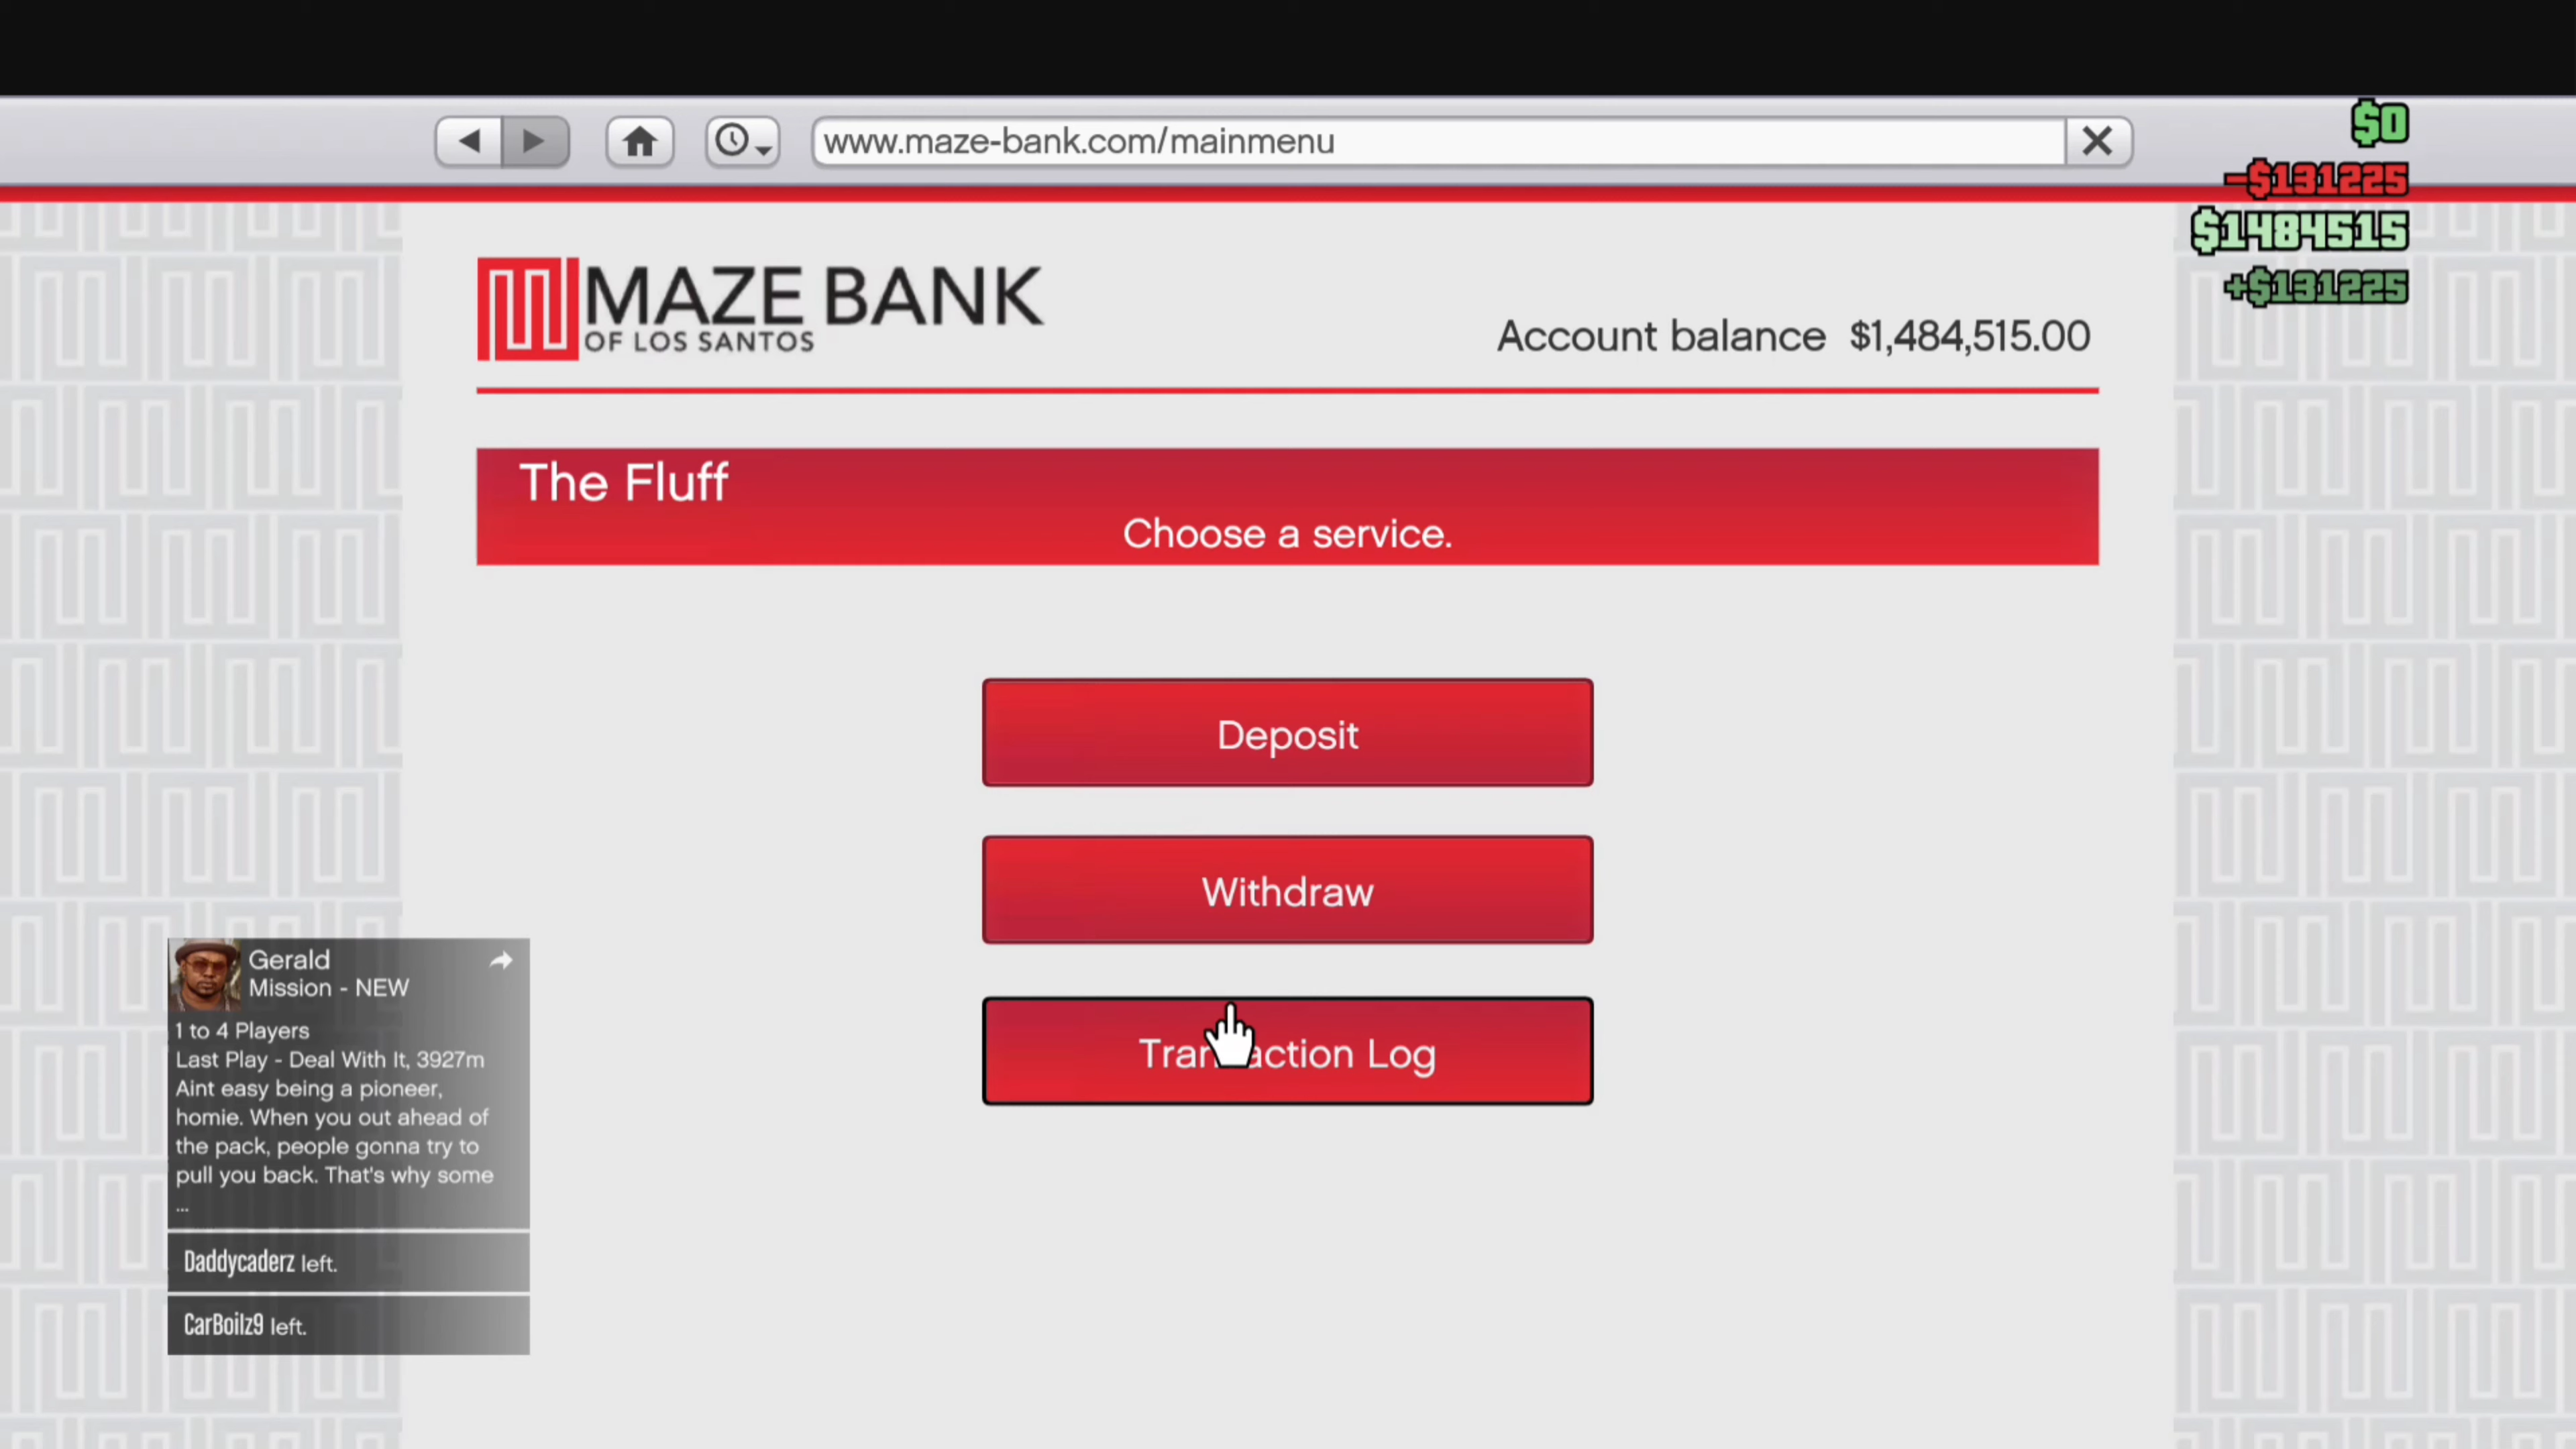 www.maze-bank.com/mainmenu
$0
-$131225
$1484515
+$131225
MAZE BANK
OF LOS SANTOS
Account balance $1,484,515.00
The Fluff
Choose a service.
Deposit
Withdraw
Transaction Log
Gerald
Mission - NEW
1 to 4 Players
Last Play - Deal With It, 3927m
Aint easy being a pioneer,
homie. When you out ahead of
the pack, people gonna try to
pull you back. That's why some
...
Daddycaderz left.
CarBoilz9 left.